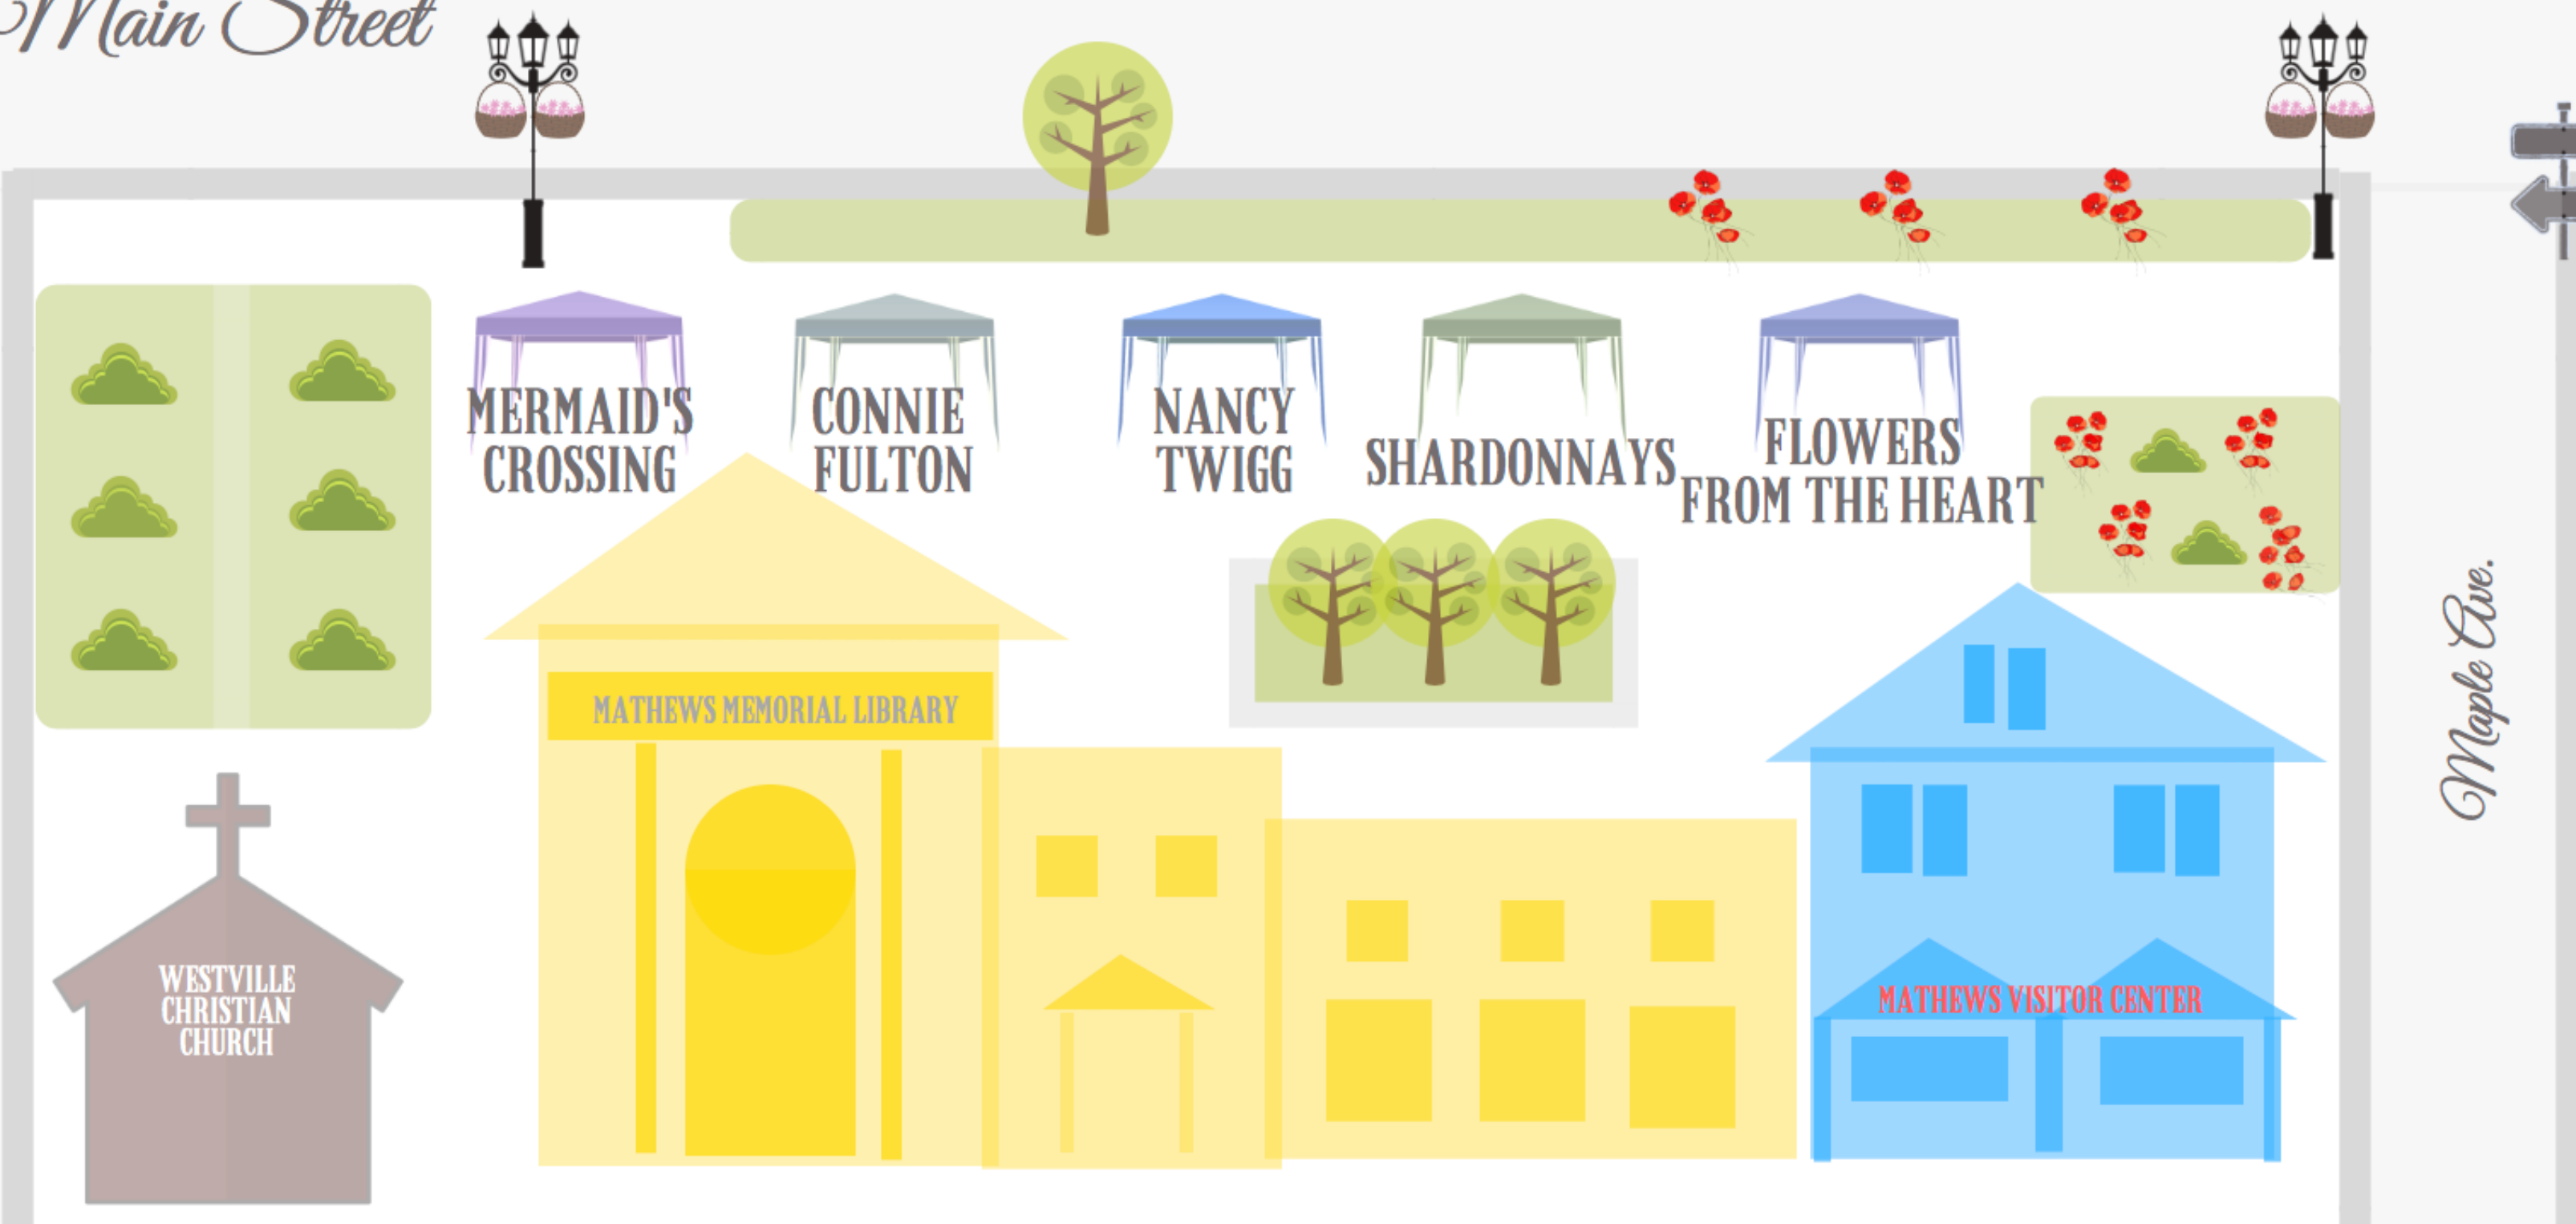 Main Street
MERMAID'S
CROSSING
CONNIE
FULTON
NANCY
TWIGG
SHARDONNAYS
FLOWERS
FROM THE HEART
Maple Ave.
MATHEWS MEMORIAL LIBRARY
WESTVILLE
CHRISTIAN
CHURCH
MATHEWS VISITOR CENTER